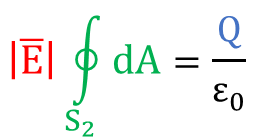 |E̅| ∮_{S₂} dA = Q/ε₀